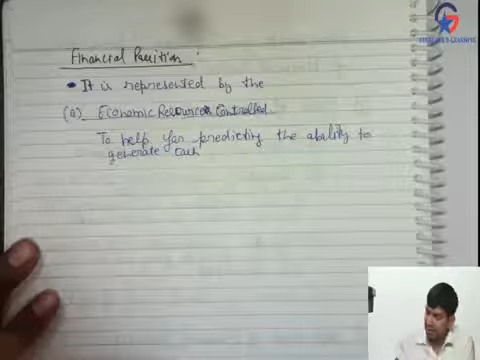 Financial Position :
• It is represented by the
(a) Economic Resources Controlled
To help for predicting the ability to
generate Cash